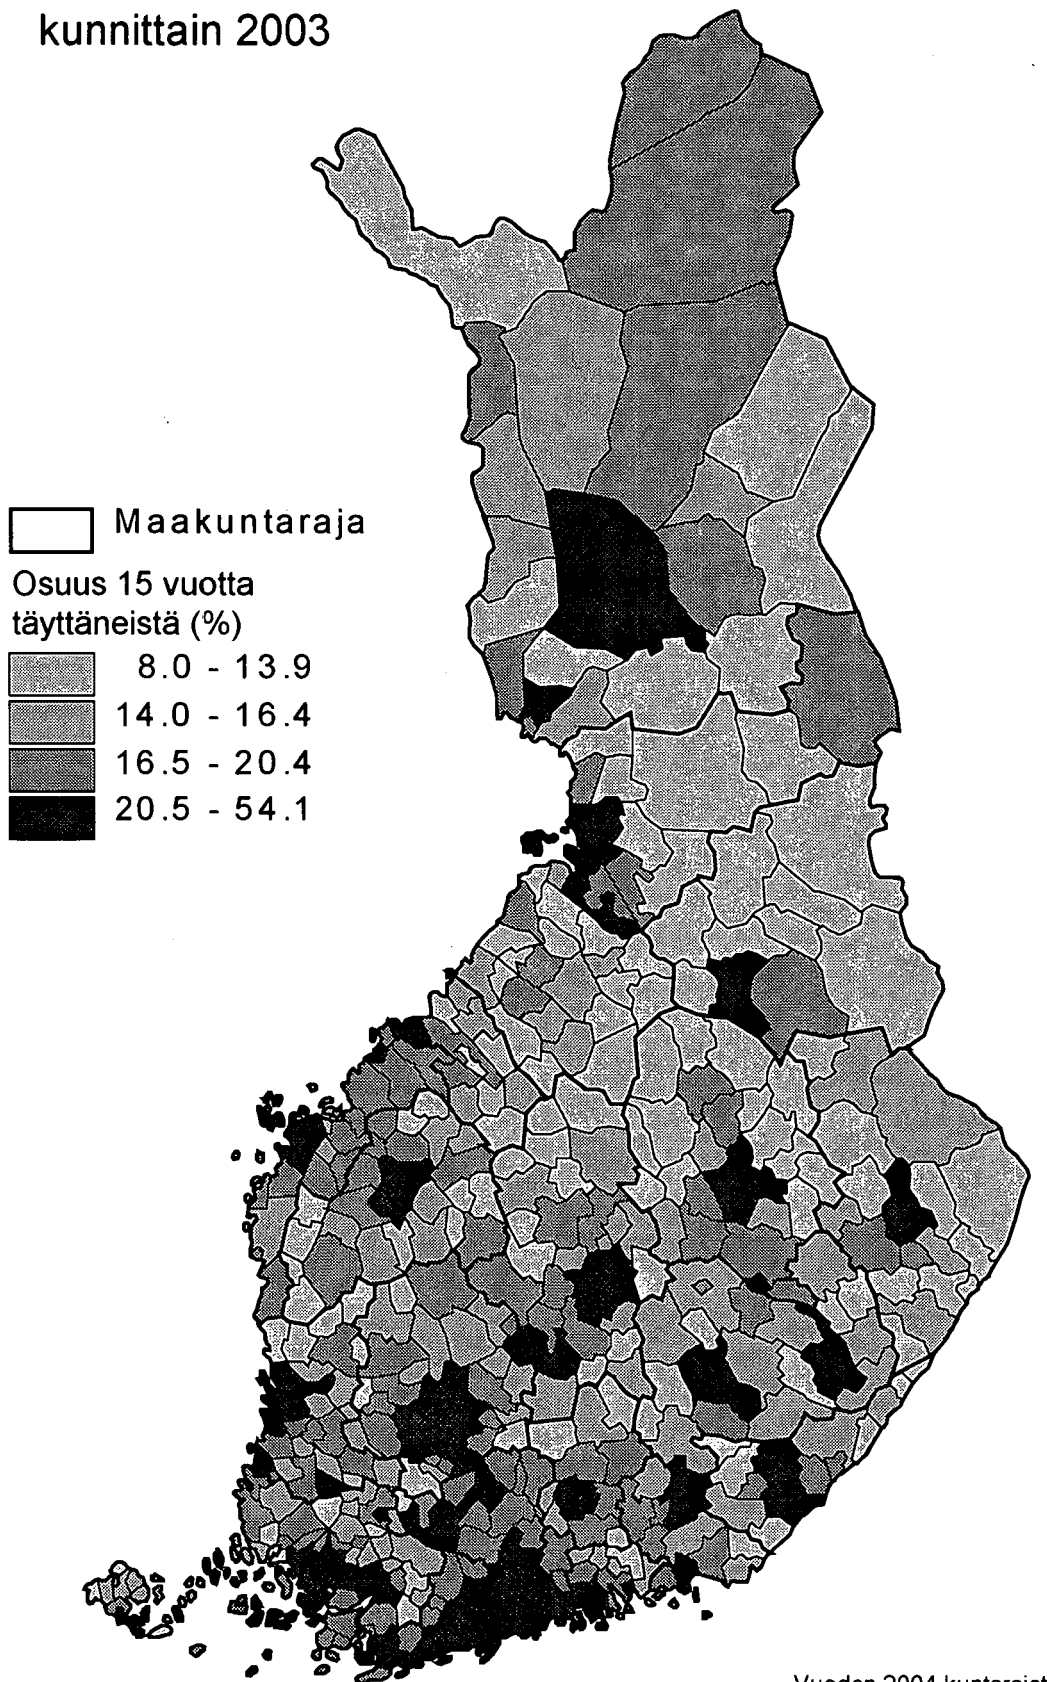 kunnittain 2003
Maakuntaraja
Osuus 15 vuotta
täyttäneistä (%)
8.0 - 13.9
14.0 - 16.4
16.5 - 20.4
20.5 - 54.1
Vuoden 2004